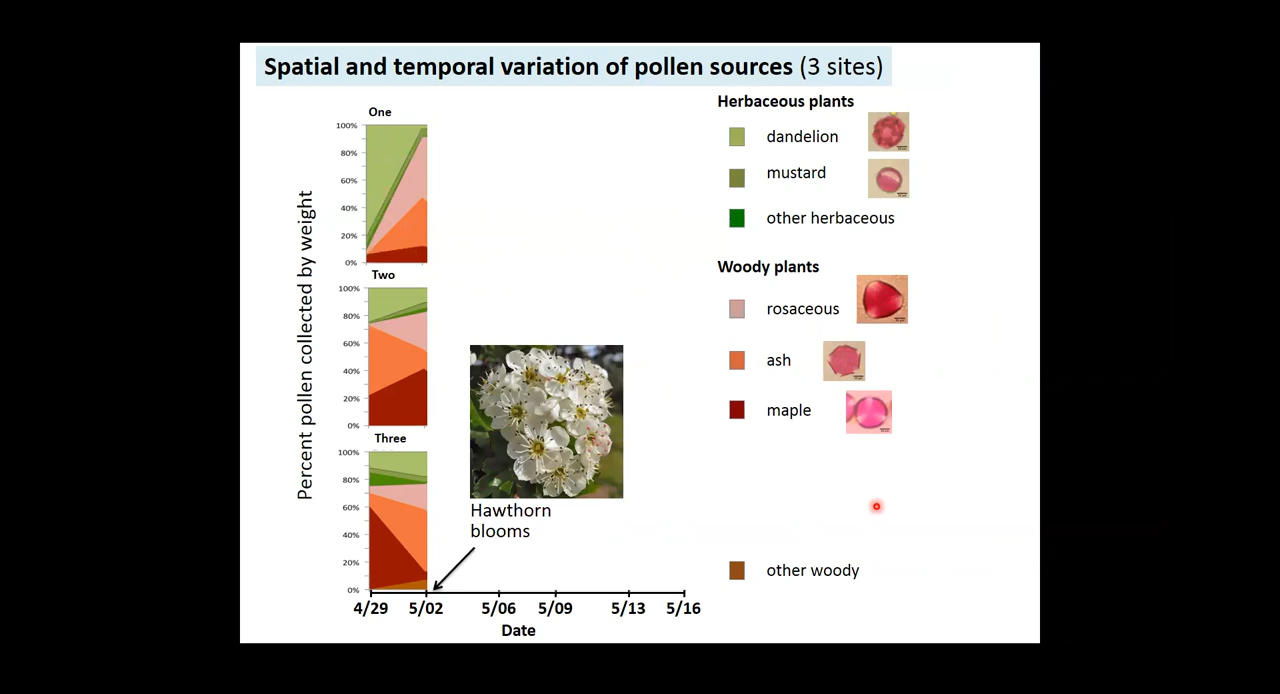 Spatial and temporal variation of pollen sources (3 sites)
Percent pollen collected by weight
One
100%
80%
60%
40%
20%
0%
Two
100%
80%
60%
40%
20%
0%
Three
100%
80%
60%
40%
20%
0%
4/29 5/02 5/06 5/09 5/13 5/16
Date
Hawthorn
blooms
Herbaceous plants
dandelion
mustard
other herbaceous
Woody plants
rosaceous
ash
maple
other woody